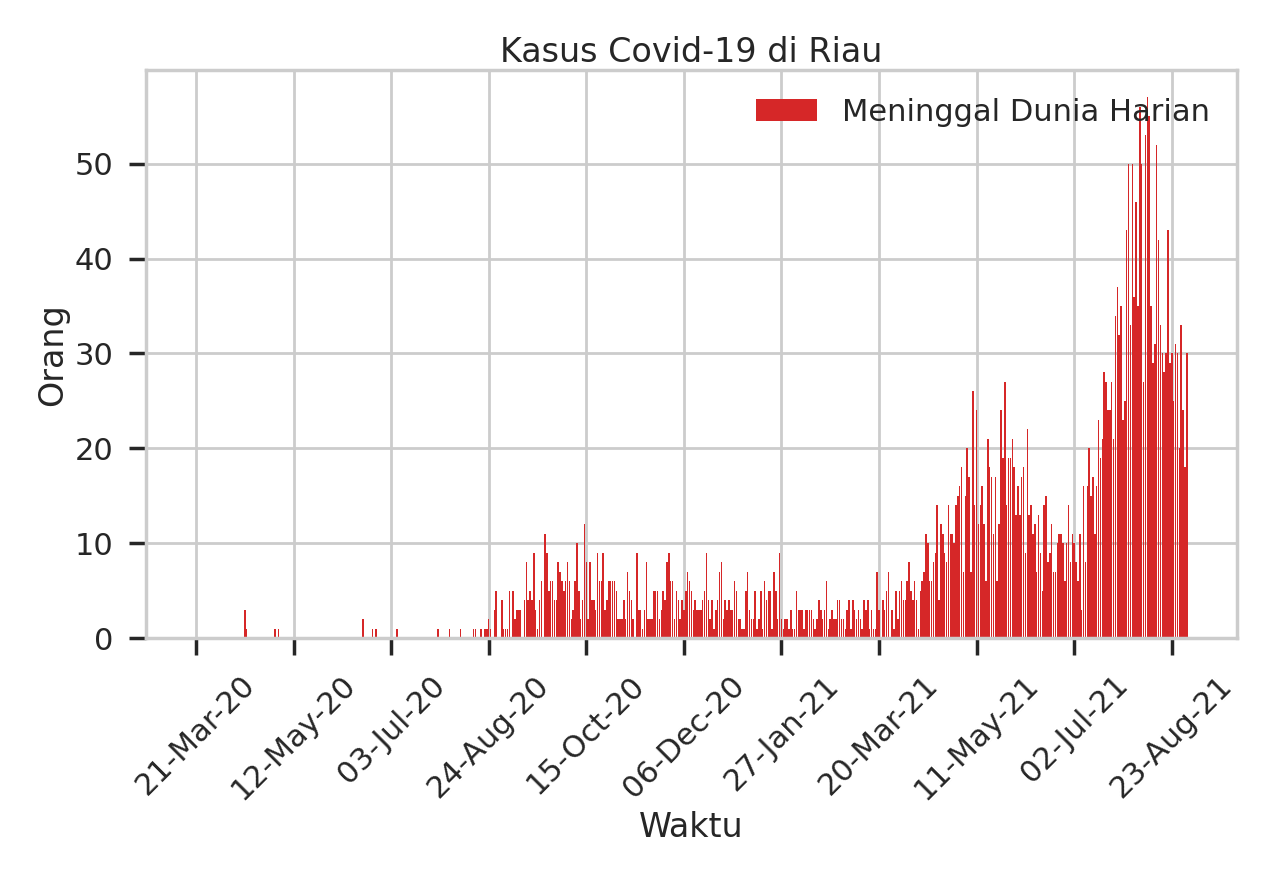 Kasus Covid-19 di Riau
Meninggal Dunia Harian
Orang
50
40
30
20
10
0
21-Mar-20
12-May-20
03-Jul-20
24-Aug-20
15-Oct-20
06-Dec-20
27-Jan-21
20-Mar-21
11-May-21
02-Jul-21
23-Aug-21
Waktu